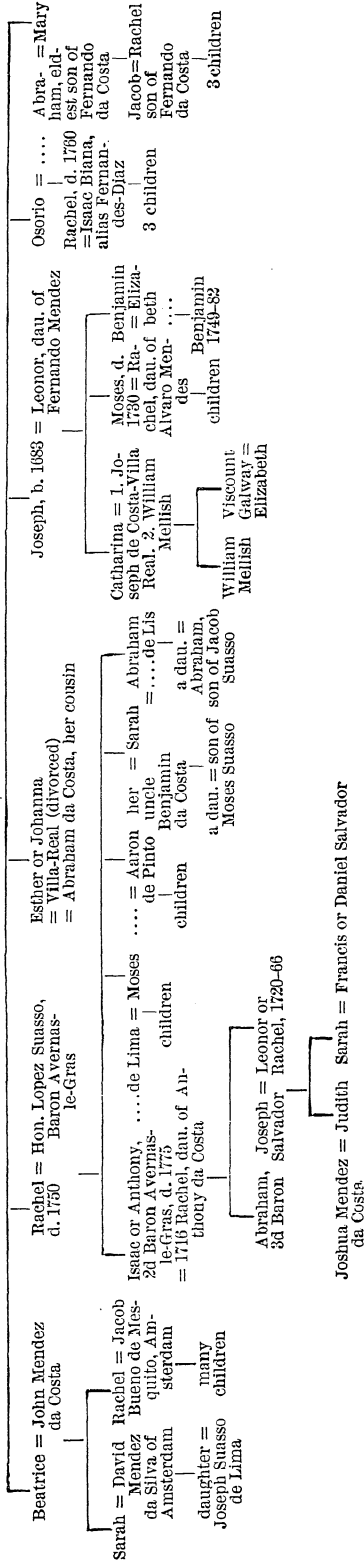 Beatrice = John Mendez
da Costa
Sarah = David
Mendez
da Silva of
Amsterdam
daughter =
Joseph Suasso
de Lima
Rachel = Jacob
Bueno de Mes-
quito, Am-
sterdam
many
children
Rachel = Hon. Lopez Suasso,
d. 1750
Baron Avernas-
le-Gras
Isaac or Anthony,
2d Baron Avernas-
le-Gras, d. 1775
= 1716 Rachel, dau. of An-
thony da Costa
Abraham,
3d Baron
Joseph = Leonor or
Salvador Rachel, 1720-66
Joshua Mendez = Judith
da Costa
Sarah = Francis or Daniel Salvador
.... de Lima = Moses
children
.... = Aaron
de Pinto
children
her = Sarah
uncle
Benjamin
da Costa
a dau. = son of
Moses Suasso
Abraham
= .... de Lis
a dau. =
Abraham,
son of Jacob
Suasso
Esther or Johanna
= Villa-Real (divorced)
= Abraham da Costa, her cousin
Joseph, b. 1683 = Leonor, dau. of
Fernando Mendez
Catharina = 1. Jo-
seph de Costa-Villa
Real. 2. William
Mellish
William
Mellish
Viscount
Galway =
Elizabeth
Moses, d.
1730 = Ra-
chel, dau. of
Alvaro Men-
des
children
Benjamin
= Eliza-
beth
....
Benjamin
1749-82
Osorio = ....
Rachel, d. 1760
= Isaac Biana,
alias Fernan-
des-Diaz
3 children
Abra- = Mary
ham, eld-
est son of
Fernando
da Costa
Jacob = Rachel
son of
Fernando
da Costa
3 children